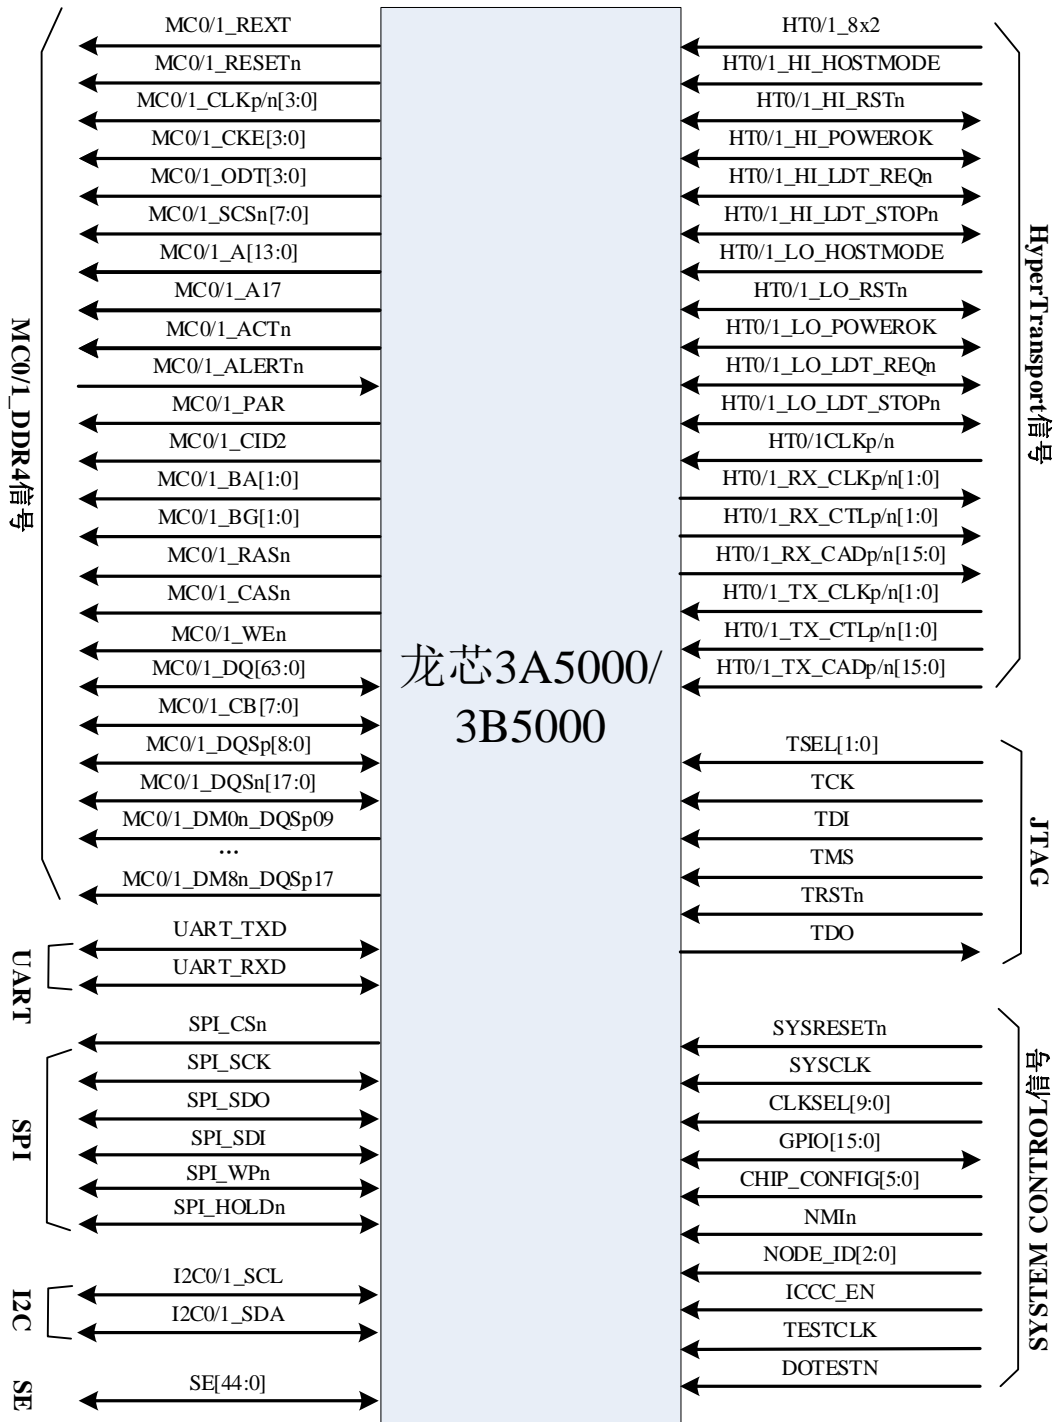 MC0/1_DDR4信号
MC0/1_REXT
MC0/1_RESETn
MC0/1_CLKp/n[3:0]
MC0/1_CKE[3:0]
MC0/1_ODT[3:0]
MC0/1_SCSn[7:0]
MC0/1_A[13:0]
MC0/1_A17
MC0/1_ACTn
MC0/1_ALERTn
MC0/1_PAR
MC0/1_CID2
MC0/1_BA[1:0]
MC0/1_BG[1:0]
MC0/1_RASn
MC0/1_CASn
MC0/1_WEn
MC0/1_DQ[63:0]
MC0/1_CB[7:0]
MC0/1_DQSp[8:0]
MC0/1_DQSn[17:0]
MC0/1_DM0n_DQSp09
...
MC0/1_DM8n_DQSp17
UART
UART_TXD
UART_RXD
SPI
SPI_CSn
SPI_SCK
SPI_SDO
SPI_SDI
SPI_WPn
SPI_HOLDn
I2C
I2C0/1_SCL
I2C0/1_SDA
SE
SE[44:0]
龙芯3A5000/
3B5000
HT0/1_8x2
HT0/1_HI_HOSTMODE
HT0/1_HI_RSTn
HT0/1_HI_POWEROK
HT0/1_HI_LDT_REQn
HT0/1_HI_LDT_STOPn
HT0/1_LO_HOSTMODE
HT0/1_LO_RSTn
HT0/1_LO_POWEROK
HT0/1_LO_LDT_REQn
HT0/1_LO_LDT_STOPn
HT0/1CLKp/n
HT0/1_RX_CLKp/n[1:0]
HT0/1_RX_CTLp/n[1:0]
HT0/1_RX_CADp/n[15:0]
HT0/1_TX_CLKp/n[1:0]
HT0/1_TX_CTLp/n[1:0]
HT0/1_TX_CADp/n[15:0]
HyperTransport信号
TSEL[1:0]
TCK
TDI
TMS
TRSTn
TDO
JTAG
SYSRESETn
SYSCLK
CLKSEL[9:0]
GPIO[15:0]
CHIP_CONFIG[5:0]
NMIn
NODE_ID[2:0]
ICCC_EN
TESTCLK
DOTESTN
SYSTEM CONTROL信号